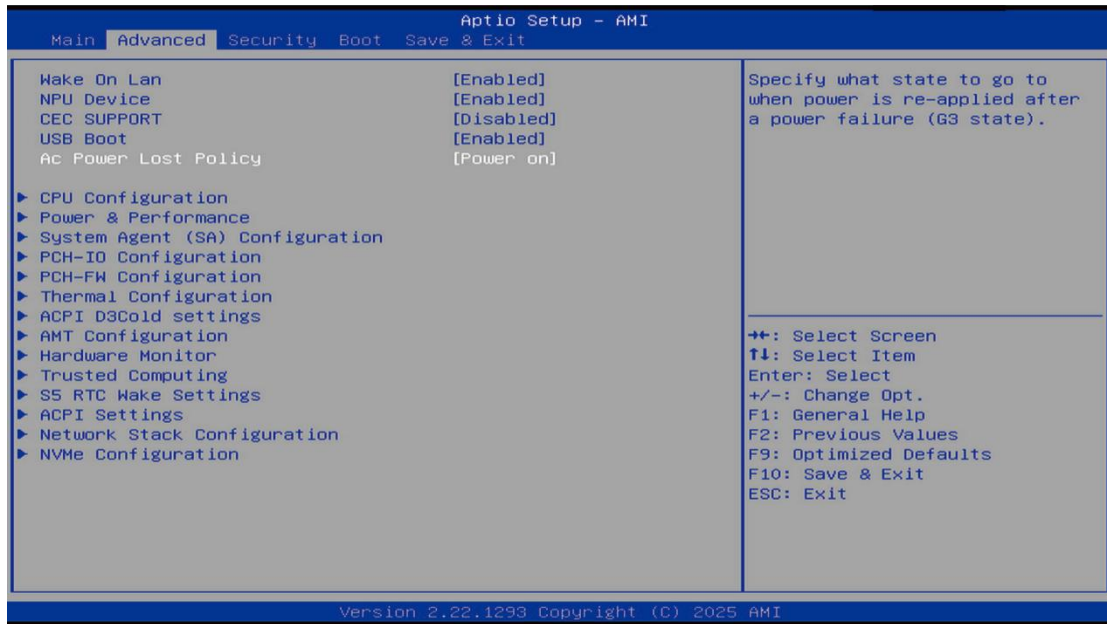 Aptio Setup – AMI
Main Advanced Security Boot Save & Exit
Wake On Lan [Enabled]
NPU Device [Enabled]
CEC SUPPORT [Disabled]
USB Boot [Enabled]
Ac Power Lost Policy [Power on]
▶ CPU Configuration
▶ Power & Performance
▶ System Agent (SA) Configuration
▶ PCH-IO Configuration
▶ PCH-FW Configuration
▶ Thermal Configuration
▶ ACPI D3Cold settings
▶ AMT Configuration
▶ Hardware Monitor
▶ Trusted Computing
▶ S5 RTC Wake Settings
▶ ACPI Settings
▶ Network Stack Configuration
▶ NVMe Configuration
Specify what state to go to
when power is re-applied after
a power failure (G3 state).
→←: Select Screen
↑↓: Select Item
Enter: Select
+/-: Change Opt.
F1: General Help
F2: Previous Values
F9: Optimized Defaults
F10: Save & Exit
ESC: Exit
Version 2.22.1293 Copyright (C) 2025 AMI